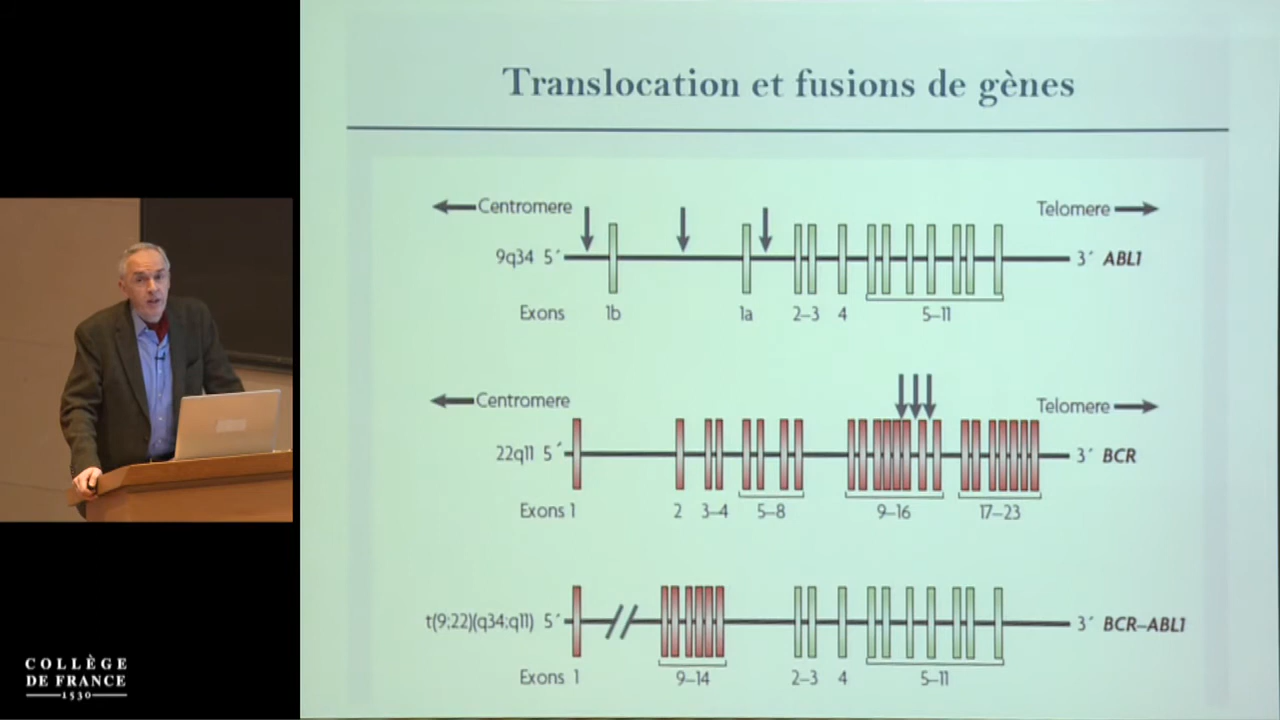 Translocation et fusions de gènes
Centromere
Telomere
9q34 5´
3´ ABL1
Exons 1b 1a 2–3 4 5–11
Centromere
Telomere
22q11 5´
3´ BCR
Exons 1 2 3–4 5–8 9–16 17–23
t(9;22)(q34;q11) 5´
3´ BCR–ABL1
Exons 1 9–14 2–3 4 5–11
COLLÈGE
DE FRANCE
1530